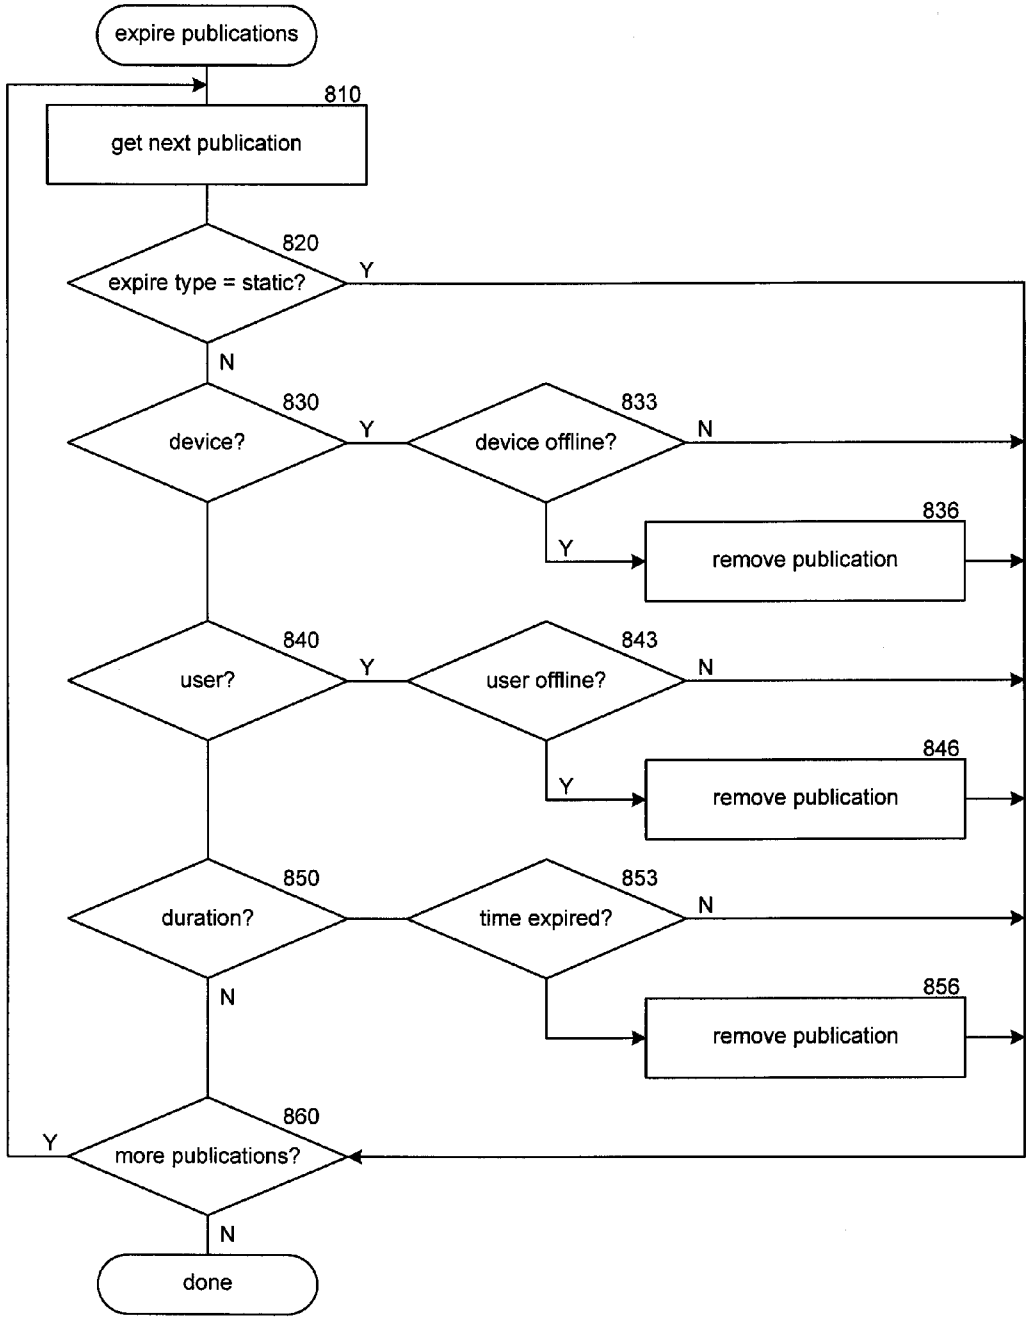 expire publications
810
get next publication
820
expire type = static?
Y
N
830
device?
Y
833
device offline?
N
836
Y
remove publication
840
user?
Y
843
user offline?
N
846
Y
remove publication
850
duration?
853
time expired?
N
N
856
remove publication
860
Y
more publications?
N
done